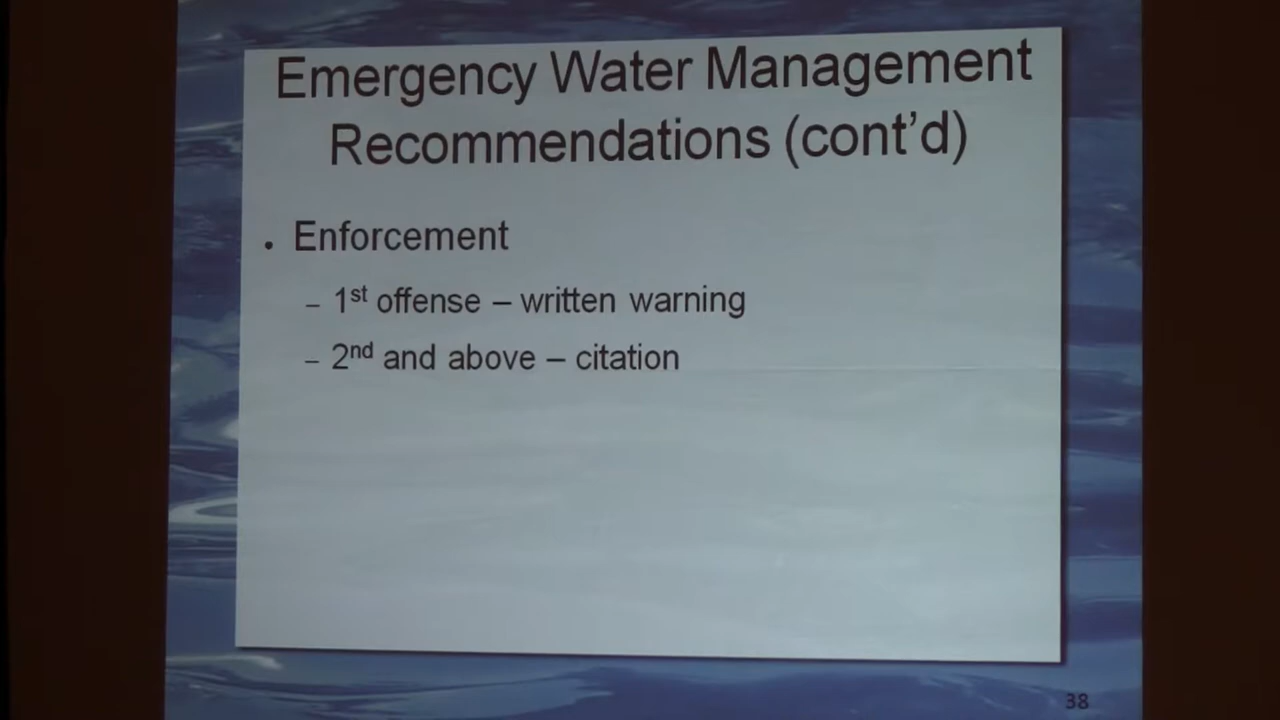 Emergency Water Management
Recommendations (cont’d)
• Enforcement
– 1st offense – written warning
– 2nd and above – citation
38